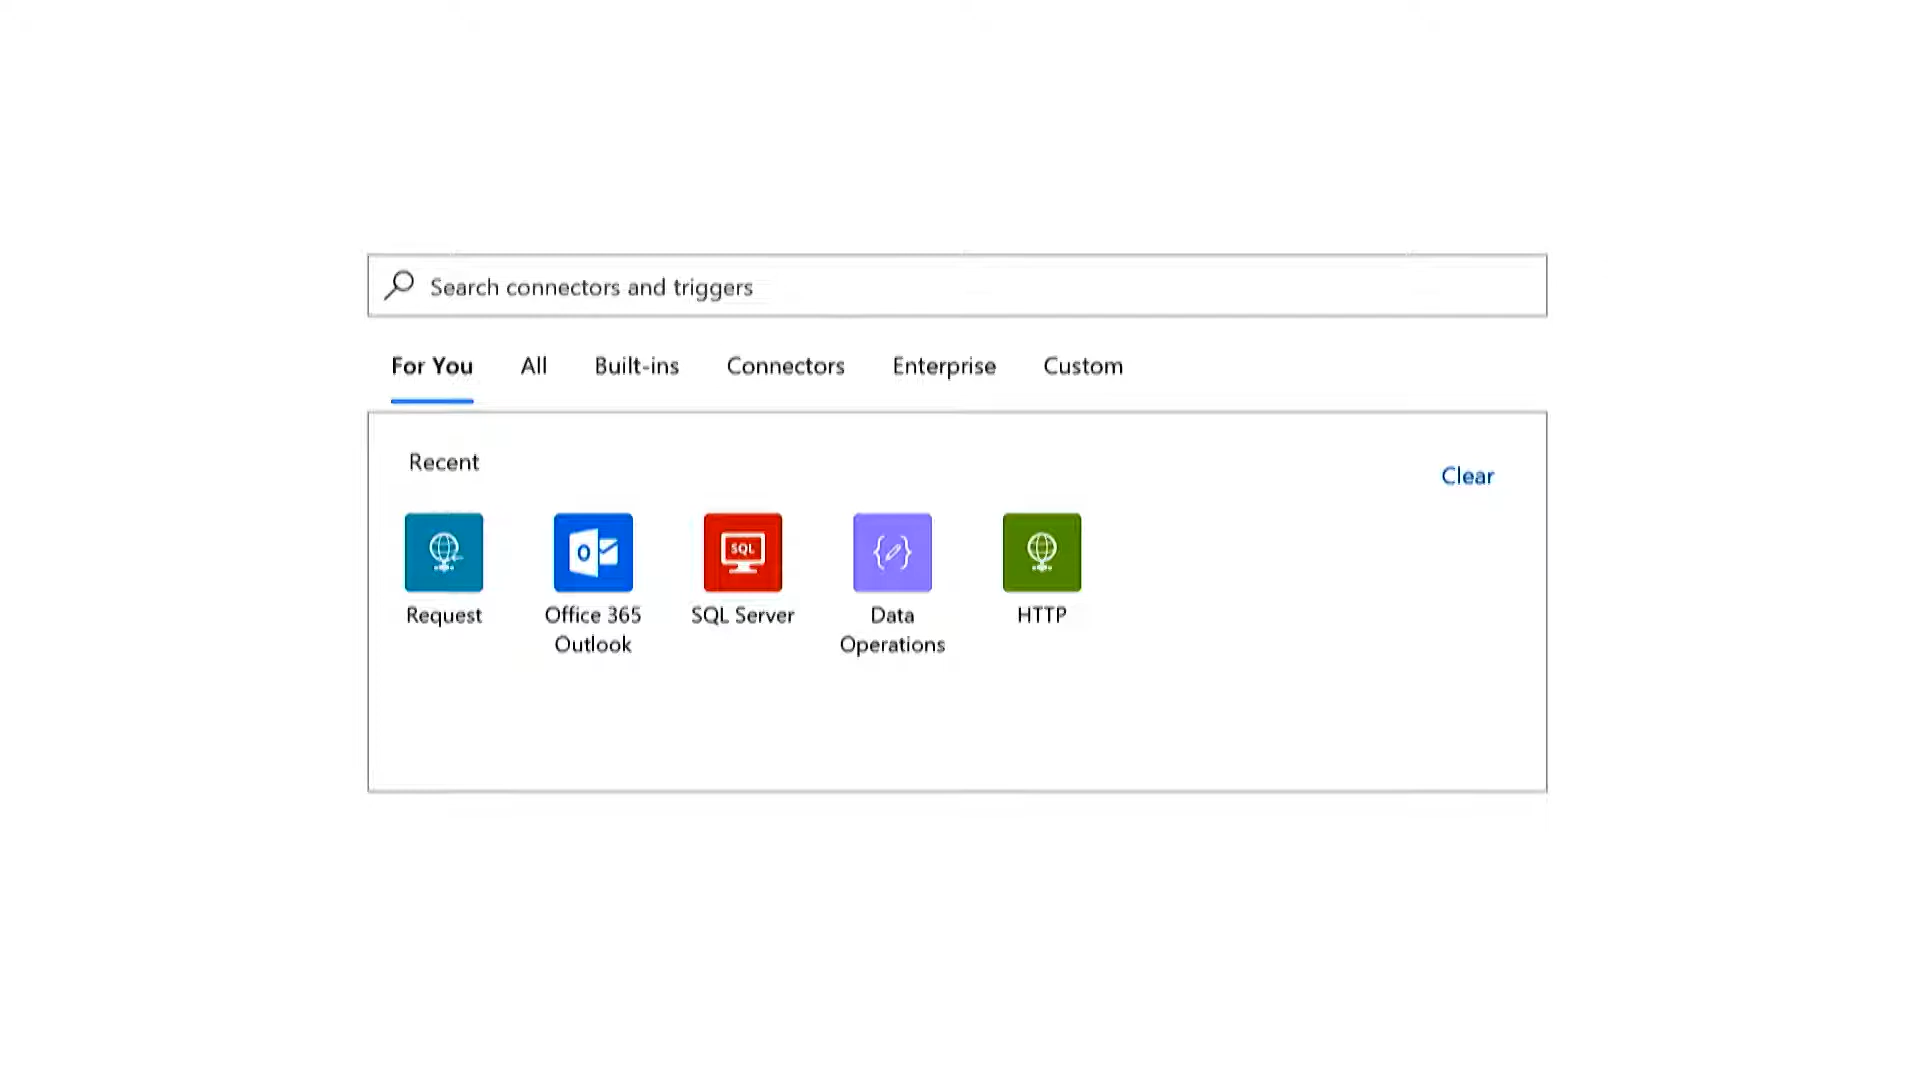 Search connectors and triggers
For You All Built-ins Connectors Enterprise Custom
Recent
Clear
O SQL
Request Office 365 SQL Server Data HTTP
Outlook Operations